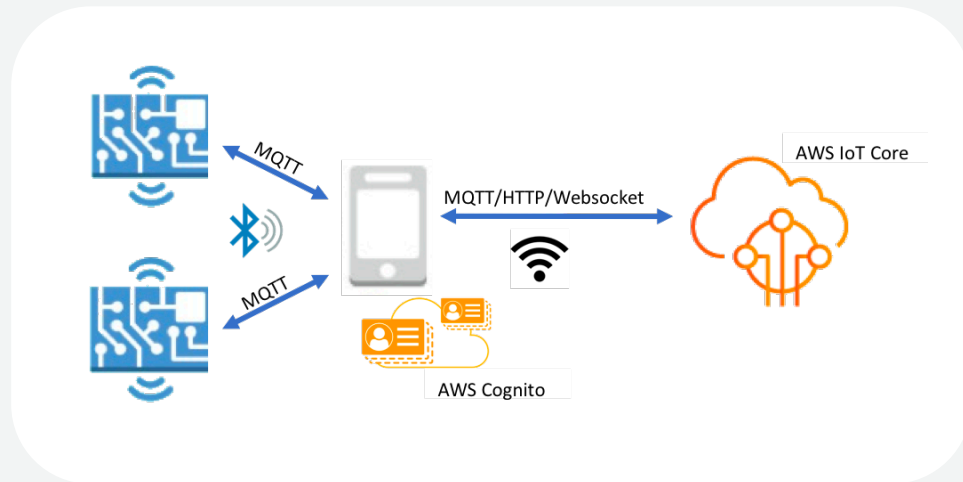 MQTT
MQTT/HTTP/Websocket
AWS IoT Core
MQTT
AWS Cognito